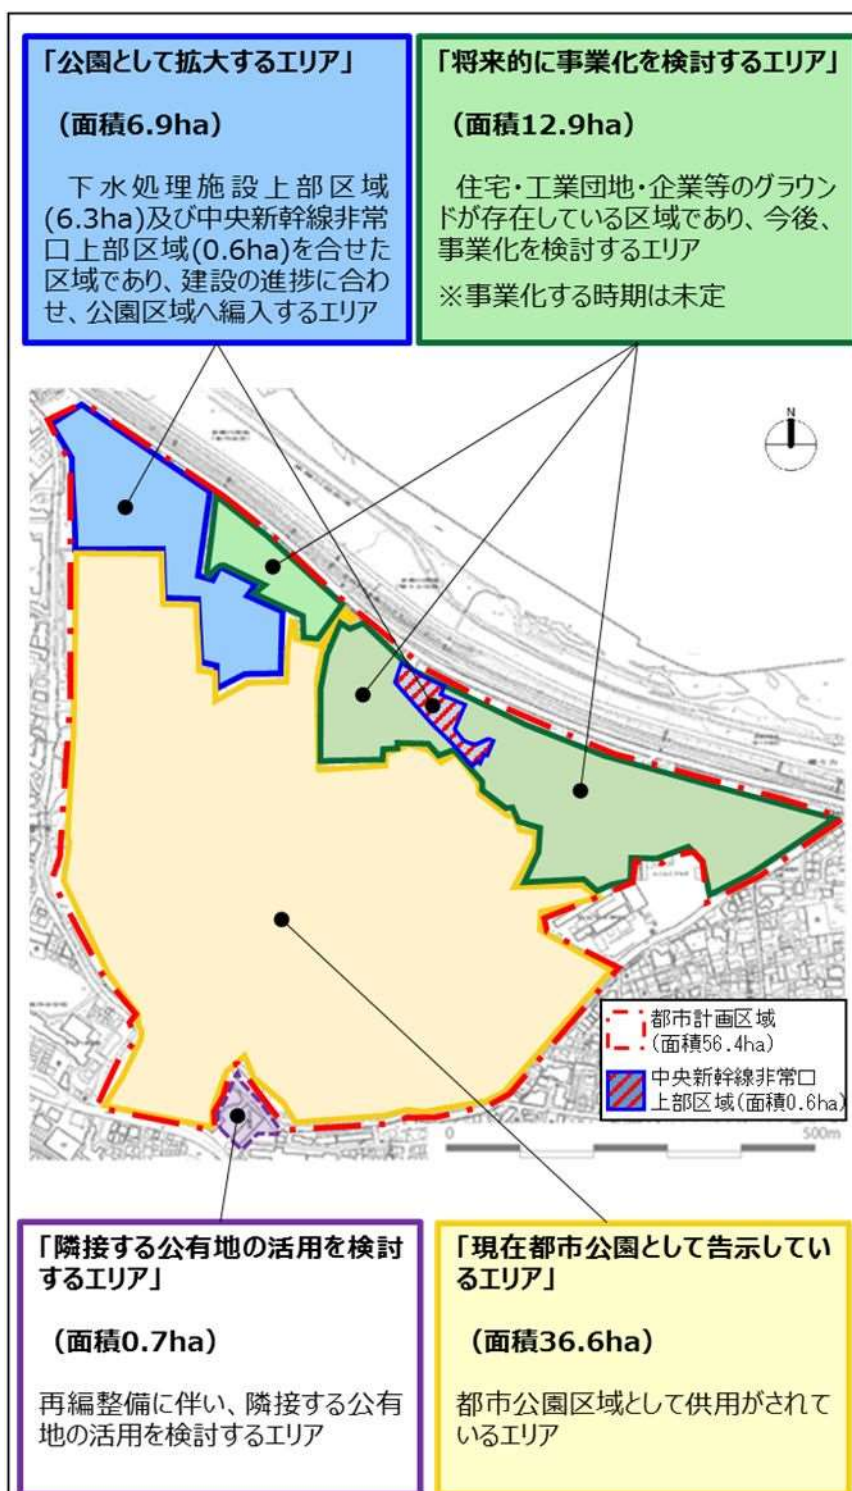 「公園として拡大するエリア」
(面積6.9ha)
下水処理施設上部区域
(6.3ha)及び中央新幹線非常
口上部区域(0.6ha)を合せた
区域であり、建設の進捗に合わ
せ、公園区域へ編入するエリア
「将来的に事業化を検討するエリア」
(面積12.9ha)
住宅・工業団地・企業等のグラウン
ドが存在している区域であり、今後、
事業化を検討するエリア
※事業化する時期は未定
N
都市計画区域
(面積56.4ha)
中央新幹線非常口
上部区域(面積0.6ha)
0
500m
「隣接する公有地の活用を検討
するエリア」
(面積0.7ha)
再編整備に伴い、隣接する公有
地の活用を検討するエリア
「現在都市公園として告示してい
るエリア」
(面積36.6ha)
都市公園区域として供用がされて
いるエリア